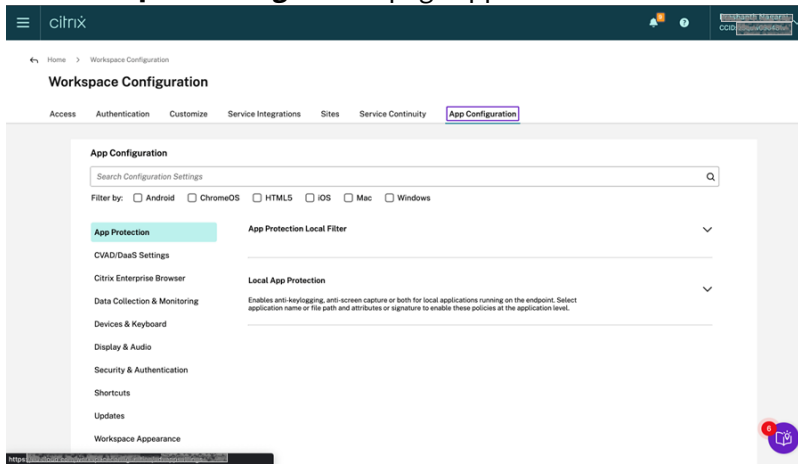 citrix
CCID:
Home > Workspace Configuration
Workspace Configuration
Access Authentication Customize Service Integrations Sites Service Continuity App Configuration
App Configuration
Search Configuration Settings
Filter by: Android ChromeOS HTML5 iOS Mac Windows
App Protection
App Protection Local Filter
CVAD/DaaS Settings
Citrix Enterprise Browser
Local App Protection
Data Collection & Monitoring
Enables anti-keylogging, anti-screen capture or both for local applications running on the endpoint. Select
application name or file path and attributes or signature to enable these policies at the application level.
Devices & Keyboard
Display & Audio
Security & Authentication
Shortcuts
Updates
Workspace Appearance
6